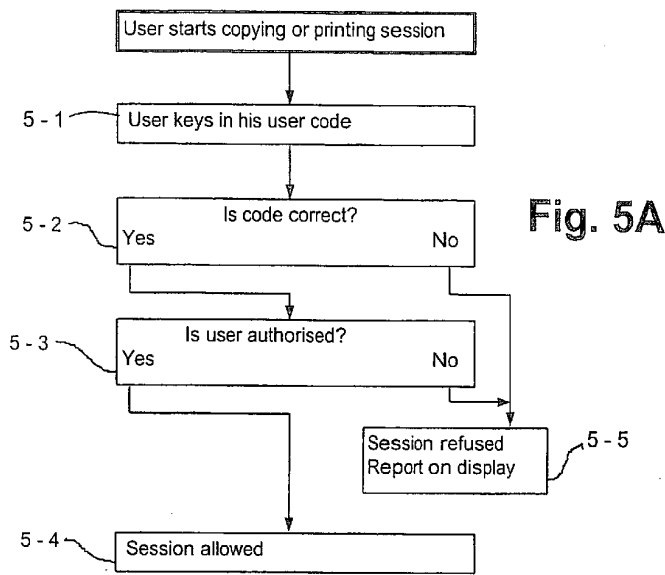 User starts copying or printing session
5 - 1
User keys in his user code
Fig. 5A
5 - 2
Is code correct?
Yes No
5 - 3
Is user authorised?
Yes No
Session refused
Report on display
5 - 5
5 - 4
Session allowed